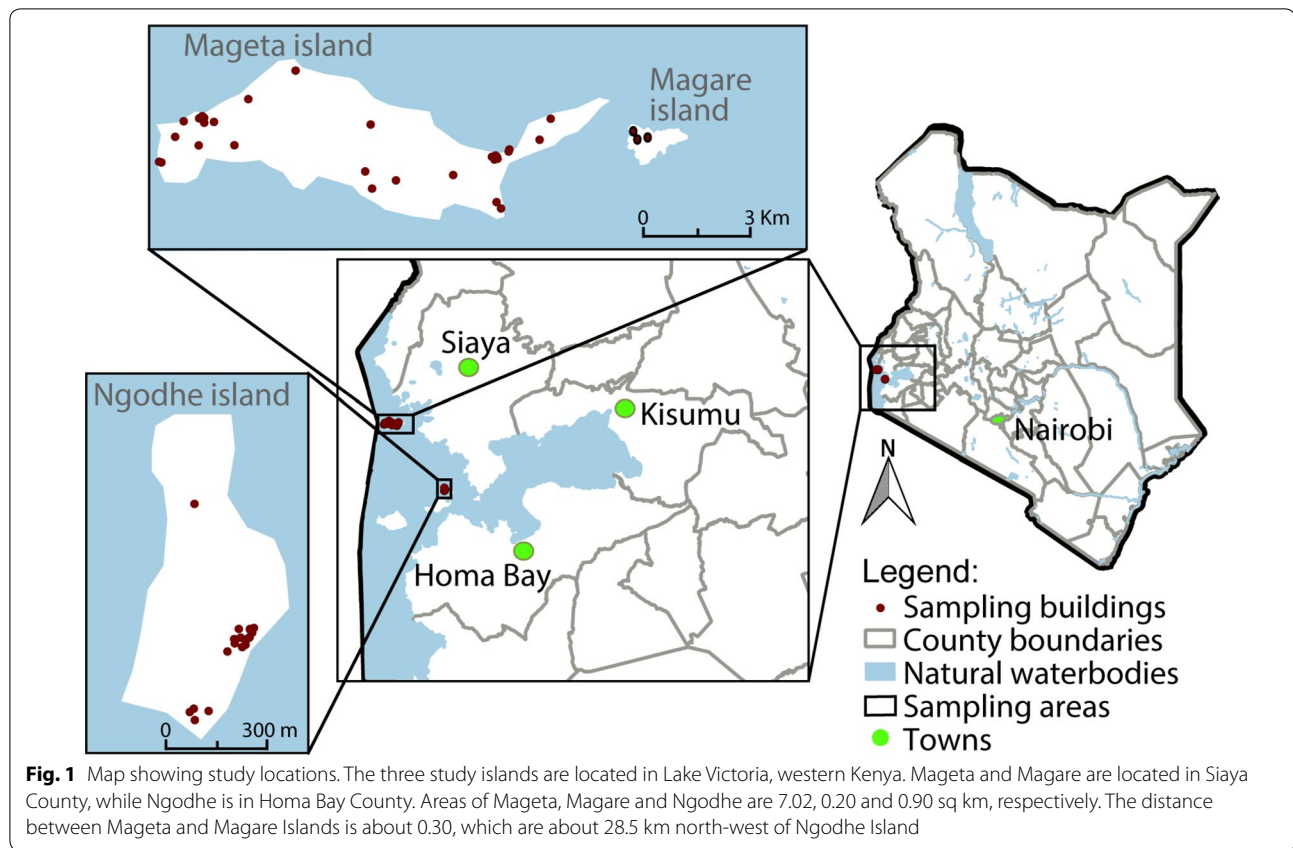 Mageta island
Magare
island
0 3 Km
Siaya
Kisumu
Homa Bay
Ngodhe island
0 300 m
Nairobi
N
Legend:
Sampling buildings
County boundaries
Natural waterbodies
Sampling areas
Towns
Fig. 1 Map showing study locations. The three study islands are located in Lake Victoria, western Kenya. Mageta and Magare are located in Siaya
County, while Ngodhe is in Homa Bay County. Areas of Mageta, Magare and Ngodhe are 7.02, 0.20 and 0.90 sq km, respectively. The distance
between Mageta and Magare Islands is about 0.30, which are about 28.5 km north-west of Ngodhe Island